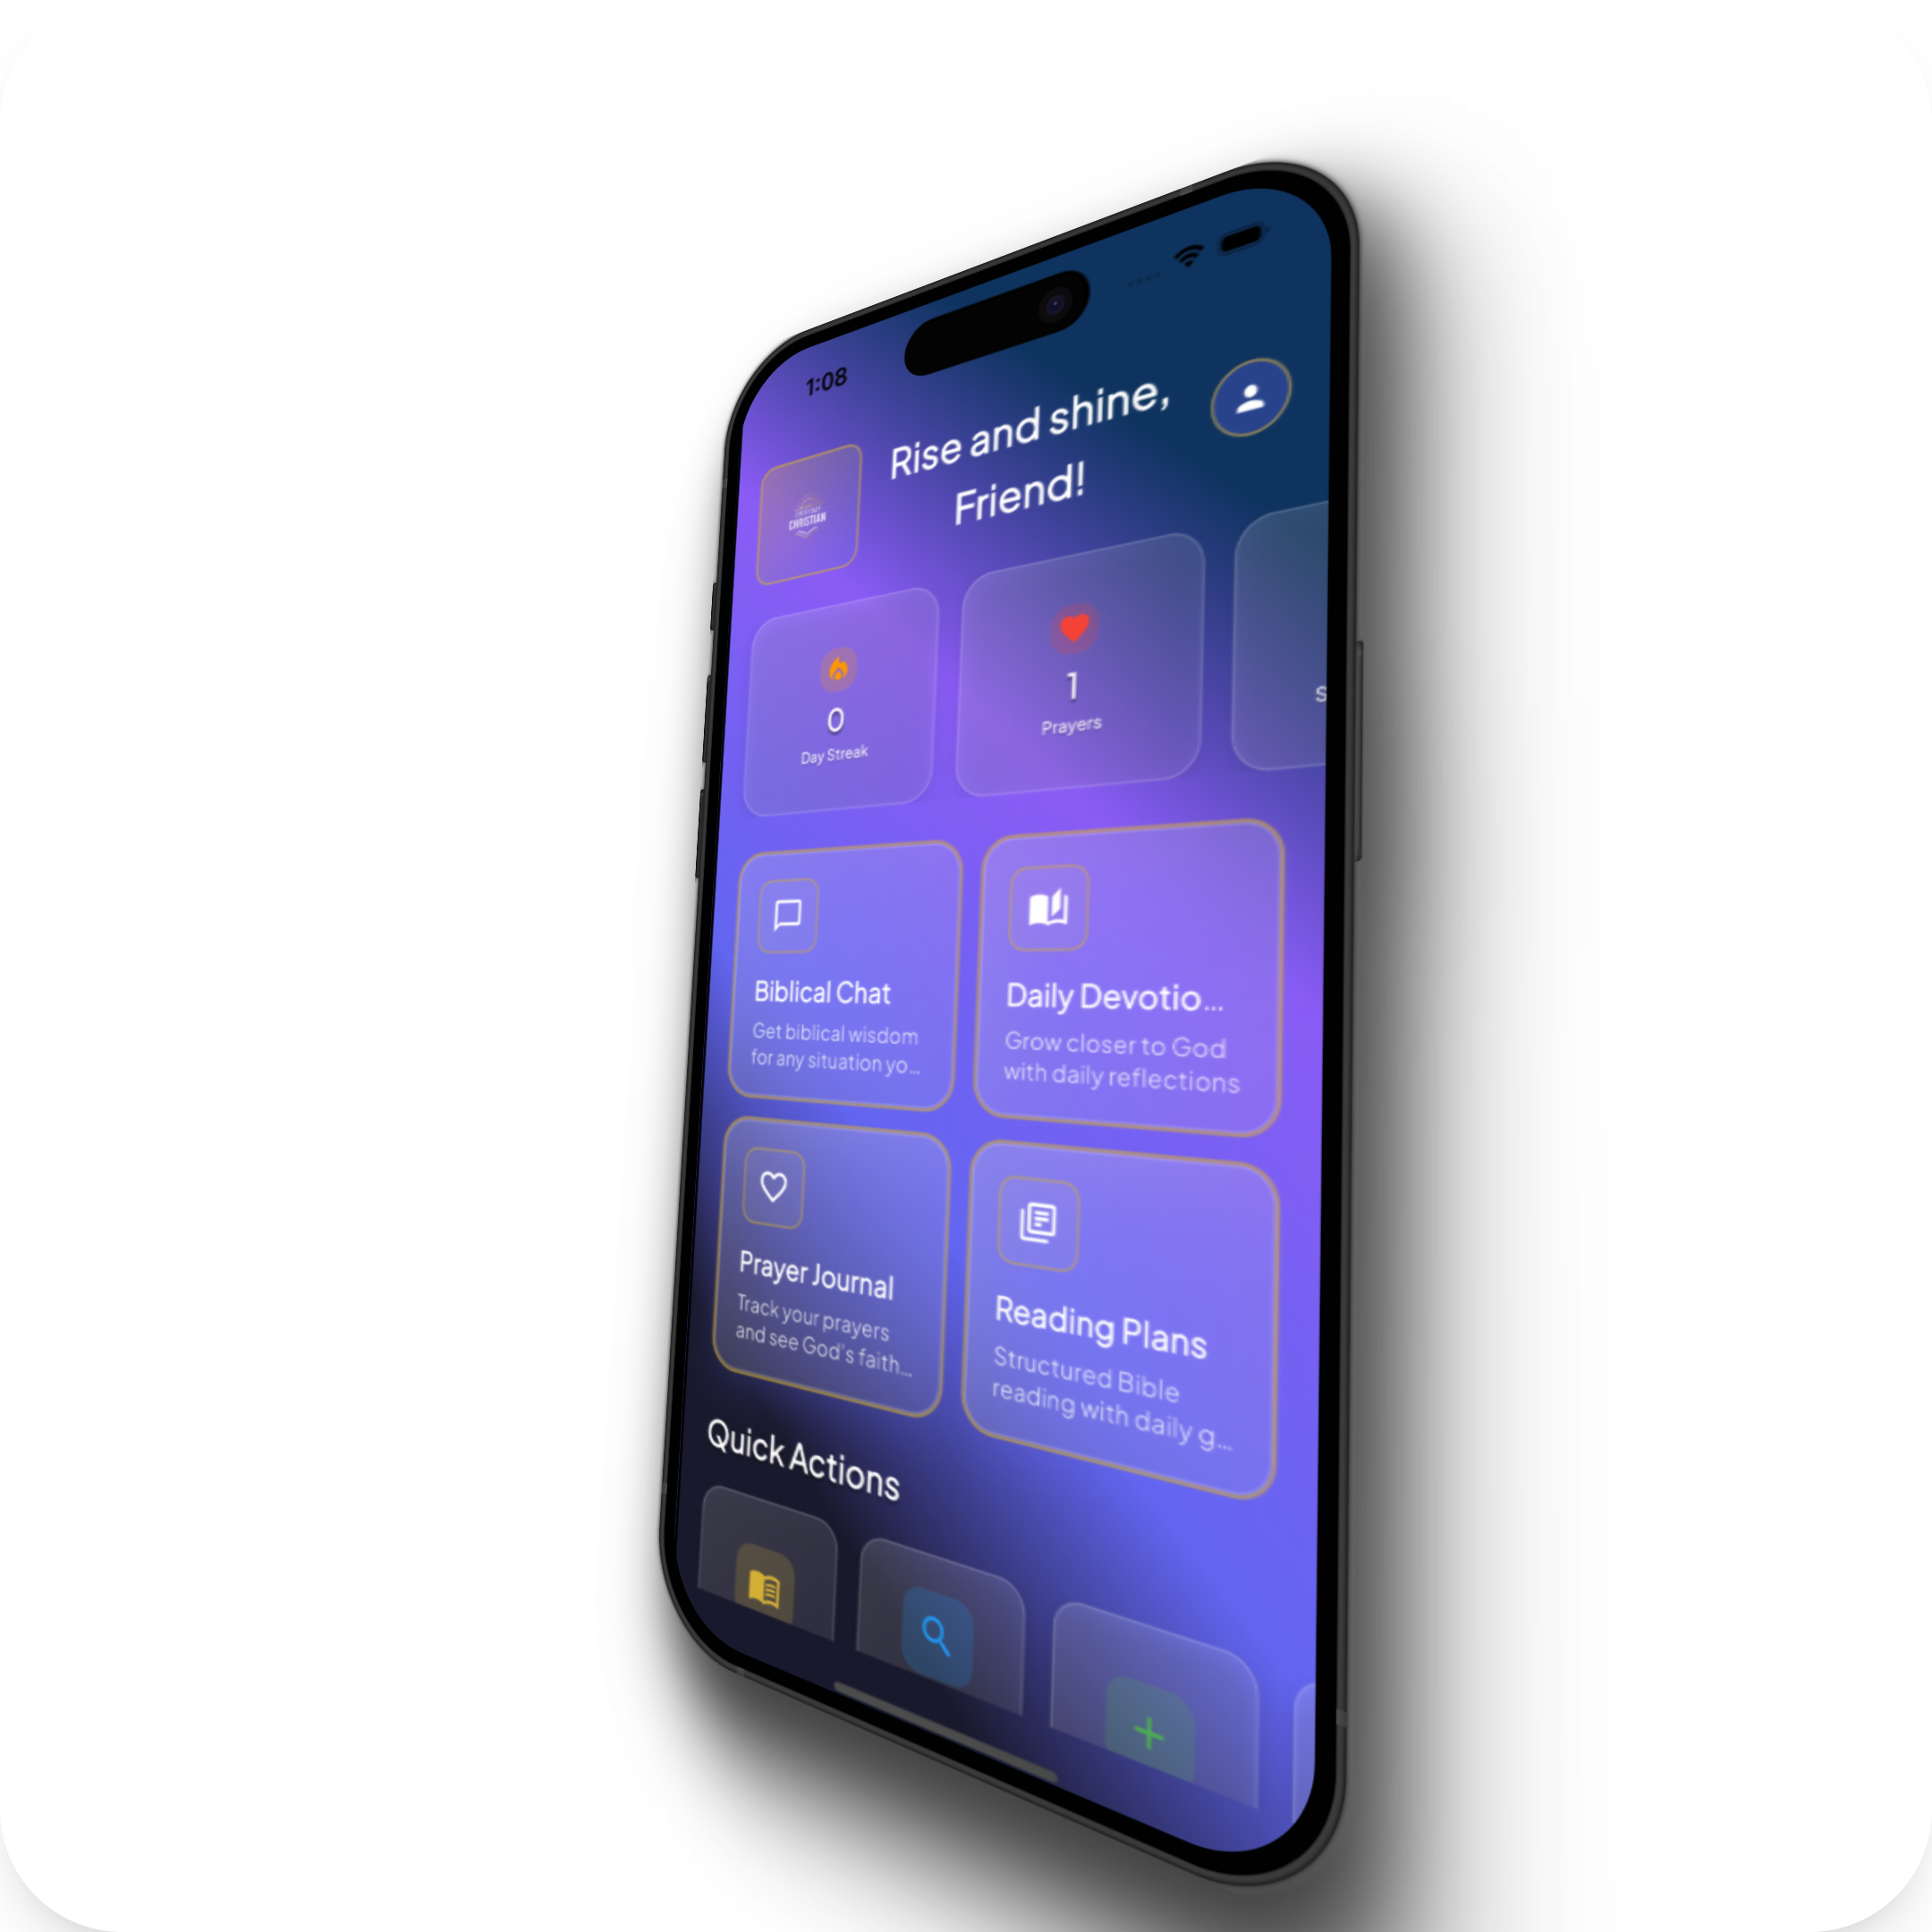 1:08
Rise and shine,
Friend!
CHRISTIAN
0
Day Streak
1
Prayers
S
Biblical Chat
Get biblical wisdom
for any situation yo...
Daily Devotio...
Grow closer to God
with daily reflections
Prayer Journal
Track your prayers
and see God's faith...
Reading Plans
Structured Bible
reading with daily g...
Quick Actions